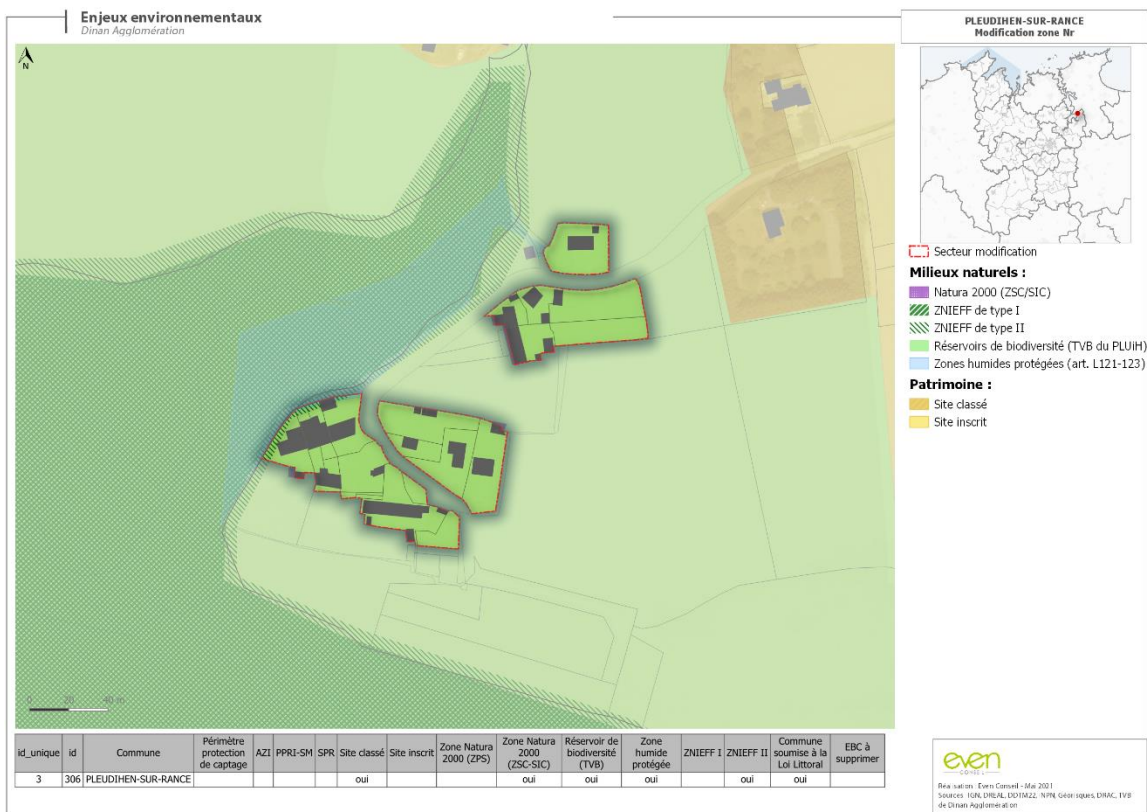 Enjeux environnementaux
Dinan Agglomération
N
0 20 40 m
PLEUDIHEN-SUR-RANCE
Modification zone Nr
Secteur modification
Milieux naturels :
Natura 2000 (ZSC/SIC)
ZNIEFF de type I
ZNIEFF de type II
Réservoirs de biodiversité (TVB du PLUiH)
Zones humides protégées (art. L121-123)
Patrimoine :
Site classé
Site inscrit
id_unique id Commune Périmètre protection de captage AZI PPRI-SM SPR Site classé Site inscrit Zone Natura 2000 (ZPS) Zone Natura 2000 (ZSC-SIC) Réservoir de biodiversité (TVB) Zone humide protégée ZNIEFF I ZNIEFF II Commune soumise à la Loi Littoral EBC à supprimer
3 306 PLEUDIHEN-SUR-RANCE oui oui oui oui oui oui
even
CONSEIL
Réalisation : Even Conseil - Mai 2021
Sources : IGN, DREAL, DDTM22, INPN, Géorisques, DRAC, TVB
de Dinan Agglomération